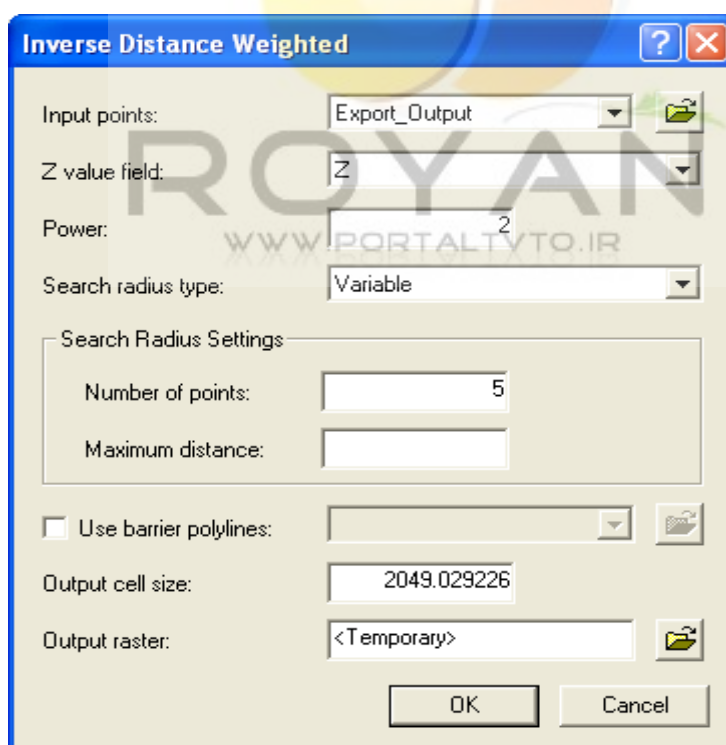 Inverse Distance Weighted
Input points: Export_Output
ROYAN
Z value field: Z
Power: 2
WWW.PORTALTVTO.IR
Search radius type: Variable
Search Radius Settings
Number of points: 5
Maximum distance:
Use barrier polylines:
Output cell size: 2049.029226
Output raster: <Temporary>
OK Cancel